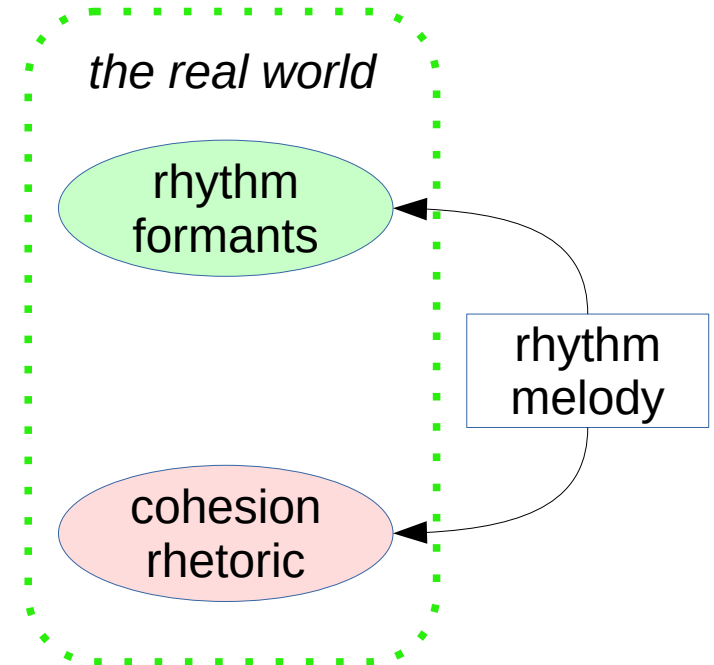 the real world
rhythm
formants
rhythm
melody
cohesion
rhetoric